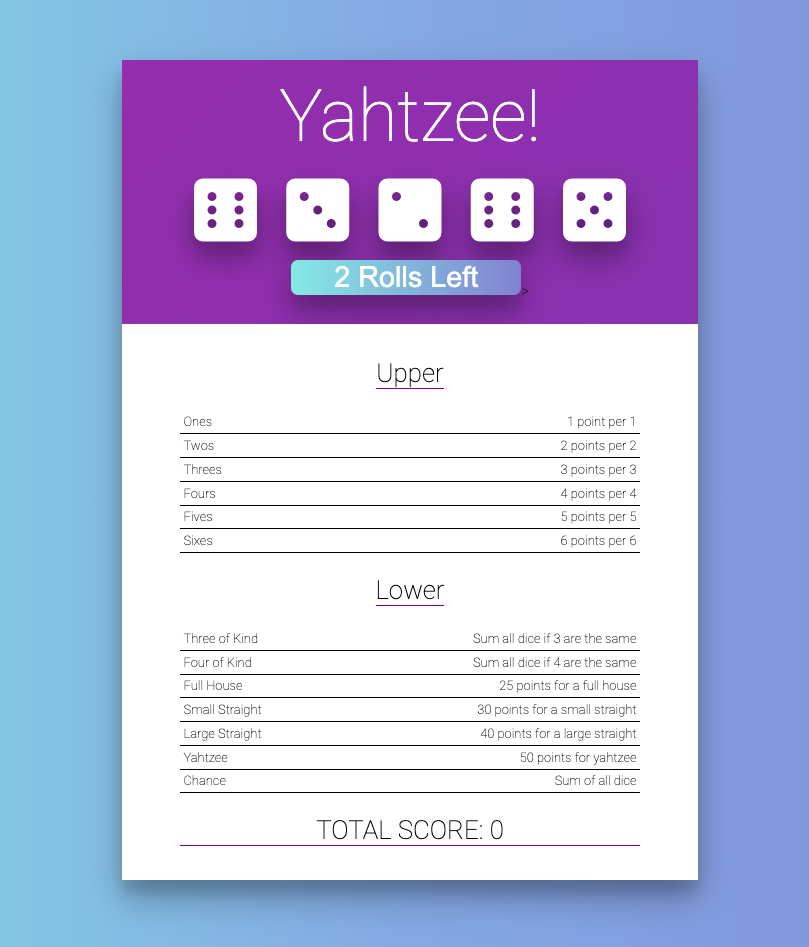 Yahtzee!
2 Rolls Left
>
Upper
Ones 1 point per 1
Twos 2 points per 2
Threes 3 points per 3
Fours 4 points per 4
Fives 5 points per 5
Sixes 6 points per 6
Lower
Three of Kind Sum all dice if 3 are the same
Four of Kind Sum all dice if 4 are the same
Full House 25 points for a full house
Small Straight 30 points for a small straight
Large Straight 40 points for a large straight
Yahtzee 50 points for yahtzee
Chance Sum of all dice
TOTAL SCORE: 0